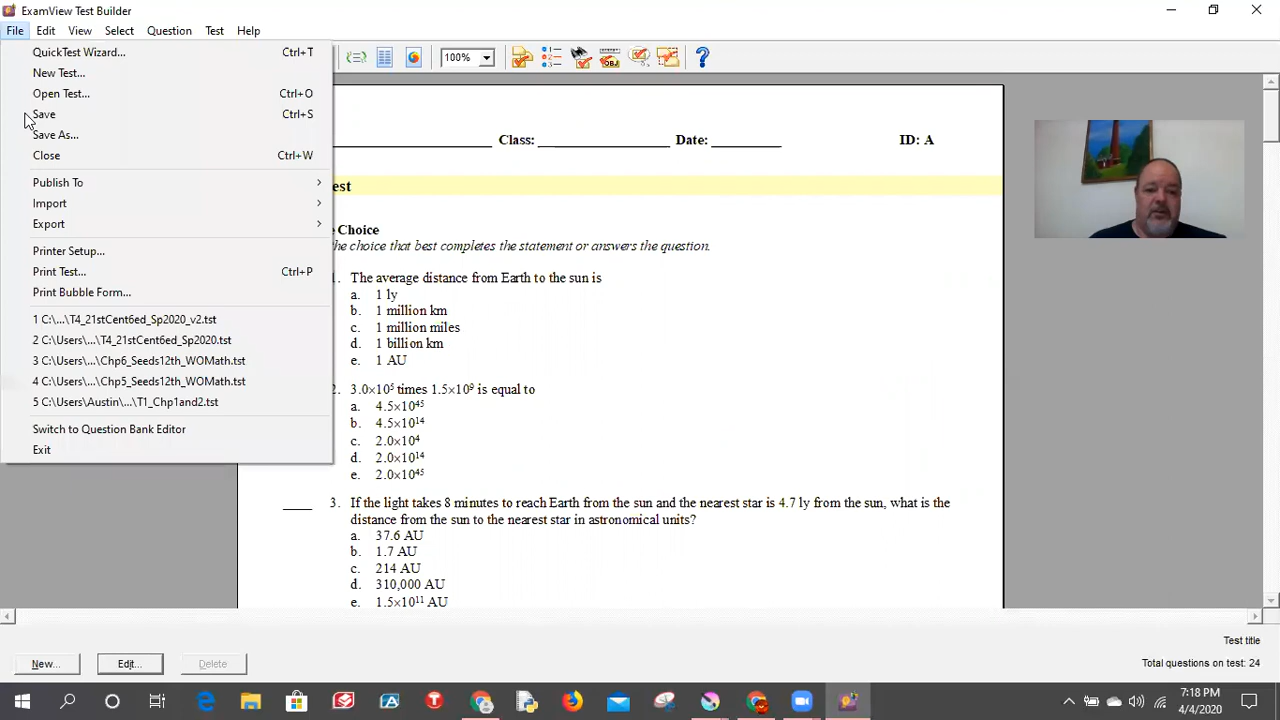 ExamView Test Builder
File Edit View Select Question Test Help
QuickTest Wizard... Ctrl+T
New Test...
Open Test... Ctrl+O
Save Ctrl+S
Save As...
Close Ctrl+W
Publish To
Import
Export
Printer Setup...
Print Test... Ctrl+P
Print Bubble Form...
1 C:\...\T4_21stCent6ed_Sp2020_v2.tst
2 C:\Users\...\T4_21stCent6ed_Sp2020.tst
3 C:\Users\...\Chp6_Seeds12th_WOMath.tst
4 C:\Users\...\Chp5_Seeds12th_WOMath.tst
5 C:\Users\Austin\...\T1_Chp1and2.tst
Switch to Question Bank Editor
Exit
100%
OBJ
Class: Date: ID: A
est
e Choice
the choice that best completes the statement or answers the question.
1. The average distance from Earth to the sun is
a. 1 ly
b. 1 million km
c. 1 million miles
d. 1 billion km
e. 1 AU
2. 3.0×10⁵ times 1.5×10⁹ is equal to
a. 4.5×10⁴⁵
b. 4.5×10¹⁴
c. 2.0×10⁴
d. 2.0×10¹⁴
e. 2.0×10⁴⁵
3. If the light takes 8 minutes to reach Earth from the sun and the nearest star is 4.7 ly from the sun, what is the
distance from the sun to the nearest star in astronomical units?
a. 37.6 AU
b. 1.7 AU
c. 214 AU
d. 310,000 AU
e. 1.5×10¹¹ AU
New... Edit... Delete
Test title
Total questions on test: 24
7:18 PM
4/4/2020